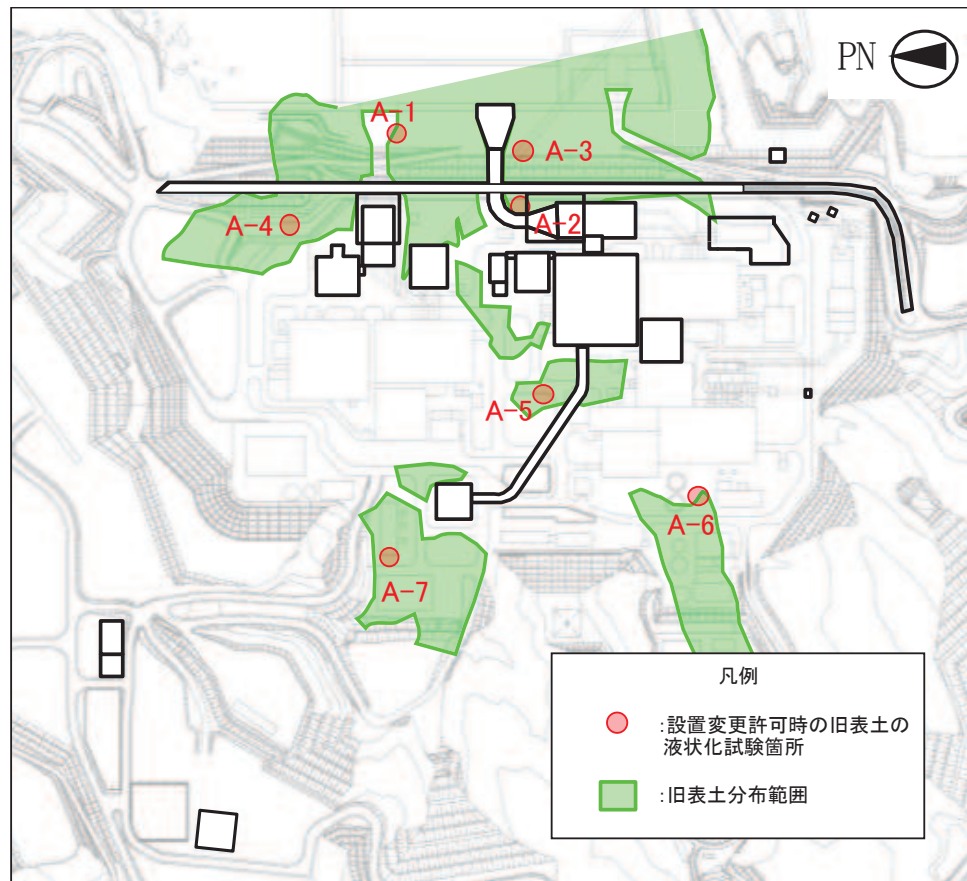 PN
A-1
A-3
A-4
A-2
A-5
A-6
A-7
凡例
:設置変更許可時の旧表土の
液状化試験箇所
:旧表土分布範囲